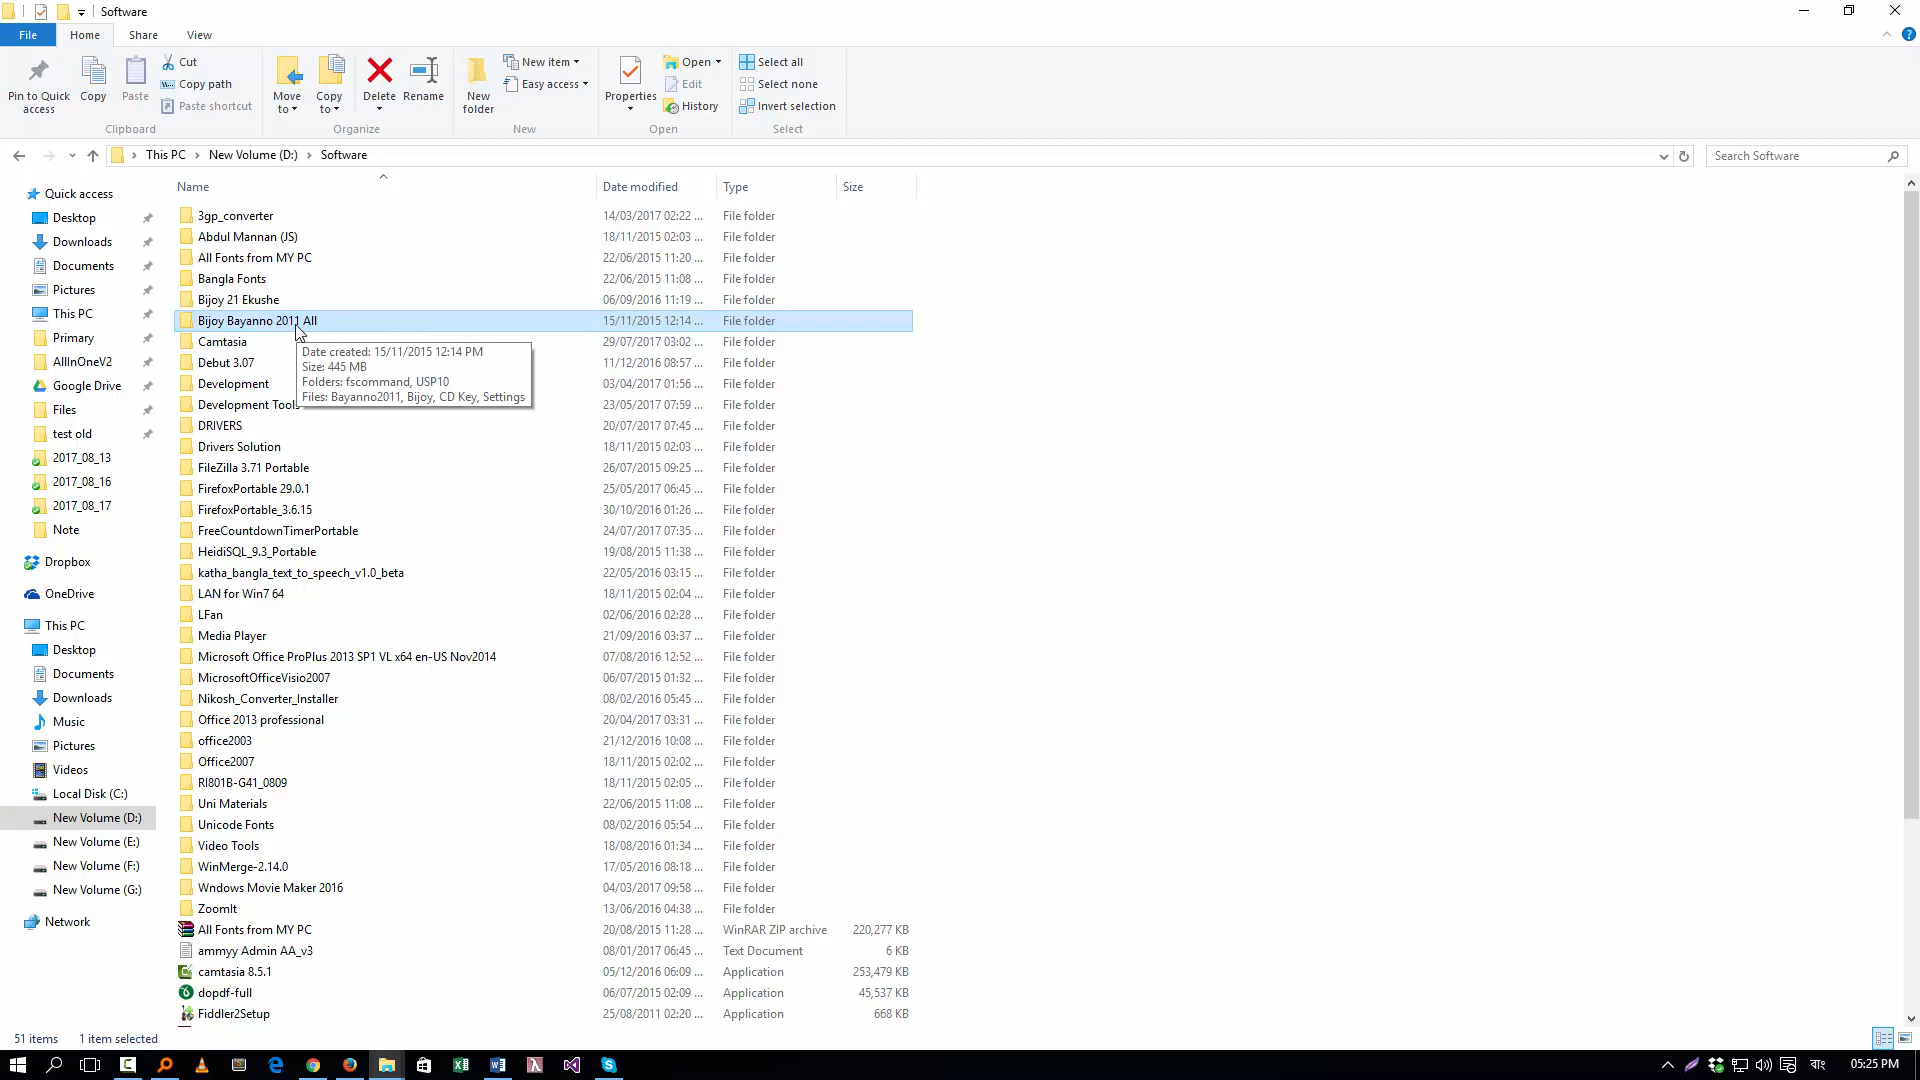 Software
File Home Share View
Pin to Quick access
Copy
Paste
Cut
Copy path
Paste shortcut
Clipboard
Move to
Copy to
Delete
Rename
Organize
New folder
New item
Easy access
New
Properties
Open
Edit
History
Open
Select all
Select none
Invert selection
Select
This PC New Volume (D:) Software
Search Software
Quick access
Desktop
Downloads
Documents
Pictures
This PC
Primary
AllInOneV2
Google Drive
Files
test old
2017_08_13
2017_08_16
2017_08_17
Note
Dropbox
OneDrive
This PC
Desktop
Documents
Downloads
Music
Pictures
Videos
Local Disk (C:)
New Volume (D:)
New Volume (E:)
New Volume (F:)
New Volume (G:)
Network
Name Date modified Type Size
3gp_converter 14/03/2017 02:22 ... File folder
Abdul Mannan (JS) 18/11/2015 02:03 ... File folder
All Fonts from MY PC 22/06/2015 11:20 ... File folder
Bangla Fonts 22/06/2015 11:08 ... File folder
Bijoy 21 Ekushe 06/09/2016 11:19 ... File folder
Bijoy Bayanno 2011 All 15/11/2015 12:14 ... File folder
Camtasia 29/07/2017 03:02 ... File folder
Debut 3.07 11/12/2016 08:57 ... File folder
Development 03/04/2017 01:56 ... File folder
Development Tools 23/05/2017 07:59 ... File folder
DRIVERS 20/07/2017 07:45 ... File folder
Drivers Solution 18/11/2015 02:03 ... File folder
FileZilla 3.71 Portable 26/07/2015 09:25 ... File folder
FirefoxPortable 29.0.1 25/05/2017 06:45 ... File folder
FirefoxPortable_3.6.15 30/10/2016 01:26 ... File folder
FreeCountdownTimerPortable 24/07/2017 07:35 ... File folder
HeidiSQL_9.3_Portable 19/08/2015 11:38 ... File folder
katha_bangla_text_to_speech_v1.0_beta 22/05/2016 03:15 ... File folder
LAN for Win7 64 18/11/2015 02:04 ... File folder
LFan 02/06/2016 02:28 ... File folder
Media Player 21/09/2016 03:37 ... File folder
Microsoft Office ProPlus 2013 SP1 VL x64 en-US Nov2014 07/08/2016 12:52 ... File folder
MicrosoftOfficeVisio2007 06/07/2015 01:32 ... File folder
Nikosh_Converter_Installer 08/02/2016 05:45 ... File folder
Office 2013 professional 20/04/2017 03:31 ... File folder
office2003 21/12/2016 10:08 ... File folder
Office2007 18/11/2015 02:02 ... File folder
RI801B-G41_0809 18/11/2015 02:05 ... File folder
Uni Materials 22/06/2015 11:08 ... File folder
Unicode Fonts 08/02/2016 05:54 ... File folder
Video Tools 18/08/2016 01:34 ... File folder
WinMerge-2.14.0 17/05/2016 08:18 ... File folder
Wndows Movie Maker 2016 04/03/2017 09:58 ... File folder
ZoomIt 13/06/2016 04:38 ... File folder
All Fonts from MY PC 20/08/2015 11:28 ... WinRAR ZIP archive 220,277 KB
ammyy Admin AA_v3 08/01/2017 06:45 ... Text Document 6 KB
camtasia 8.5.1 05/12/2016 06:09 ... Application 253,479 KB
dopdf-full 06/07/2015 02:09 ... Application 45,537 KB
Fiddler2Setup 25/08/2011 02:20 ... Application 668 KB
Date created: 15/11/2015 12:14 PM
Size: 445 MB
Folders: fscommand, USP10
Files: Bayanno2011, Bijoy, CD Key, Settings
51 items 1 item selected
বাং 05:25 PM